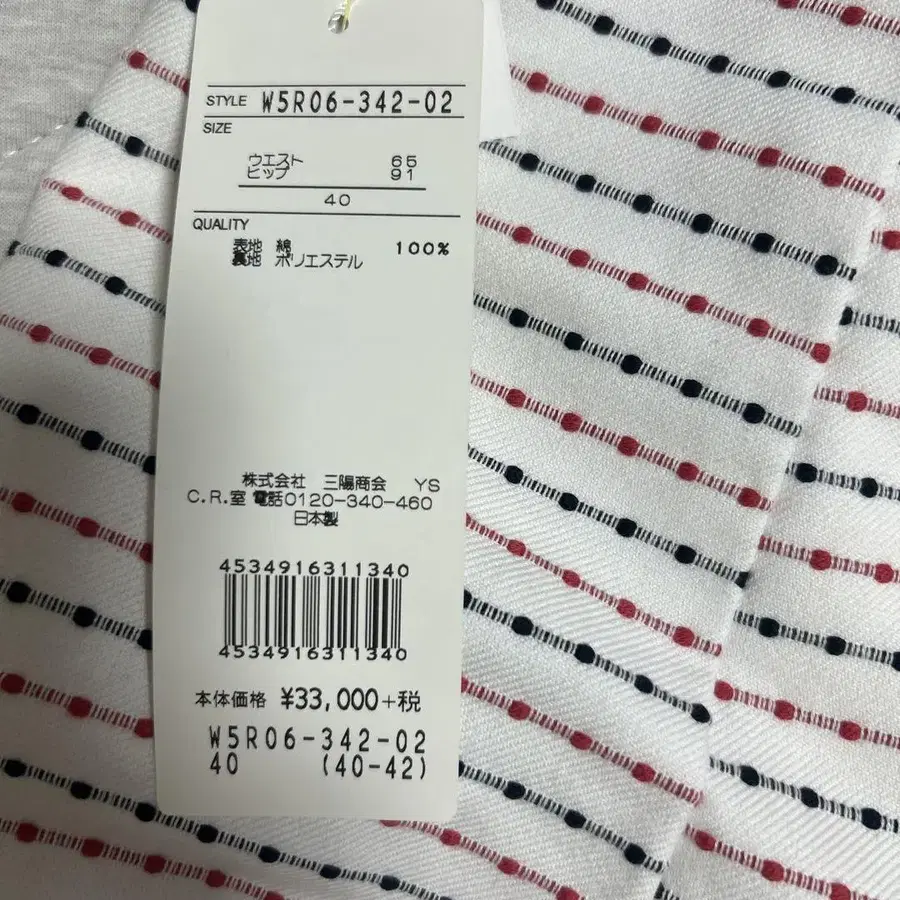 STYLE W5R06-342-02
SIZE
ウエスト 65
ヒップ 91
40
QUALITY
表地 綿 100%
裏地 ポリエステル
株式会社 三陽商会 YS
C.R.室 電話0120-340-460
日本製
4534916311340
4534916311340
本体価格 ¥33,000+税
W5R06-342-02
40 (40-42)